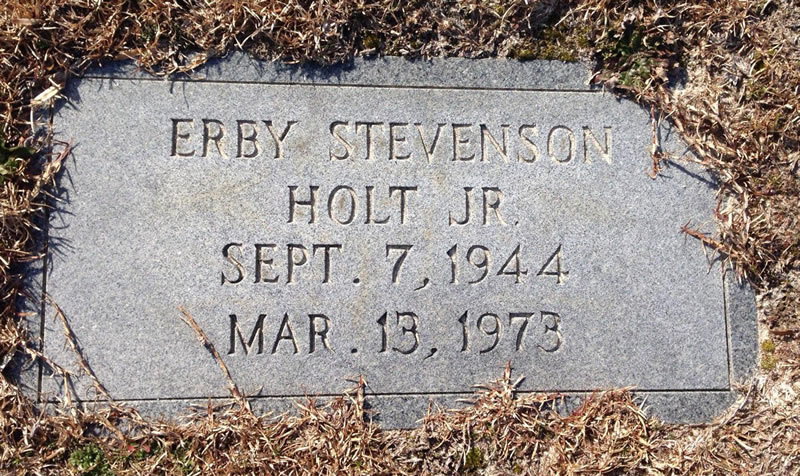 ERBY STEVENSON
HOLT JR.
SEPT. 7, 1944
MAR. 13, 1973